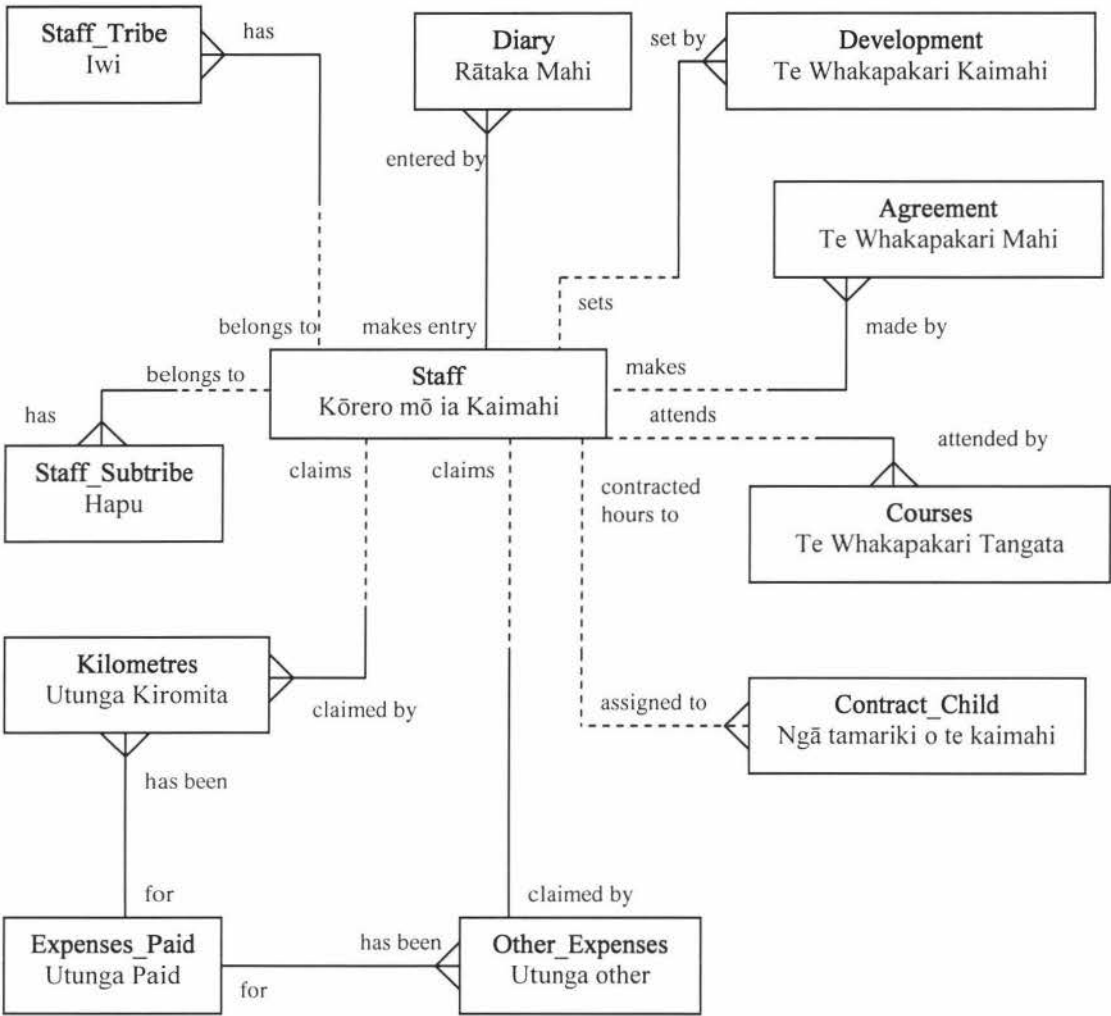 Staff_Tribe
Iwi
has
Diary
Rātaka Mahi
set by
Development
Te Whakapakari Kaimahi
entered by
Agreement
Te Whakapakari Mahi
sets
belongs to
makes entry
made by
belongs to
Staff
Kōrero mō ia Kaimahi
makes
attends
has
attended by
Staff_Subtribe
Hapu
claims
claims
contracted
hours to
Courses
Te Whakapakari Tangata
Kilometres
Utunga Kiromita
claimed by
assigned to
Contract_Child
Ngā tamariki o te kaimahi
has been
for
claimed by
Expenses_Paid
Utunga Paid
has been
for
Other_Expenses
Utunga other